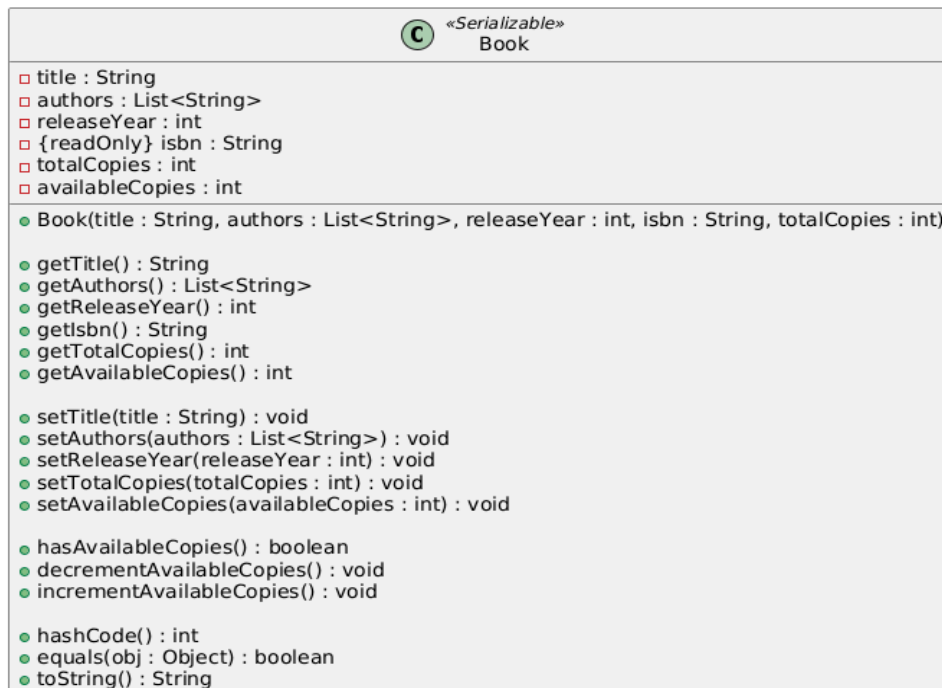 C «Serializable»
Book
title : String
authors : List<String>
releaseYear : int
{readOnly} isbn : String
totalCopies : int
availableCopies : int
Book(title : String, authors : List<String>, releaseYear : int, isbn : String, totalCopies : int)
getTitle() : String
getAuthors() : List<String>
getReleaseYear() : int
getIsbn() : String
getTotalCopies() : int
getAvailableCopies() : int
setTitle(title : String) : void
setAuthors(authors : List<String>) : void
setReleaseYear(releaseYear : int) : void
setTotalCopies(totalCopies : int) : void
setAvailableCopies(availableCopies : int) : void
hasAvailableCopies() : boolean
decrementAvailableCopies() : void
incrementAvailableCopies() : void
hashCode() : int
equals(obj : Object) : boolean
toString() : String